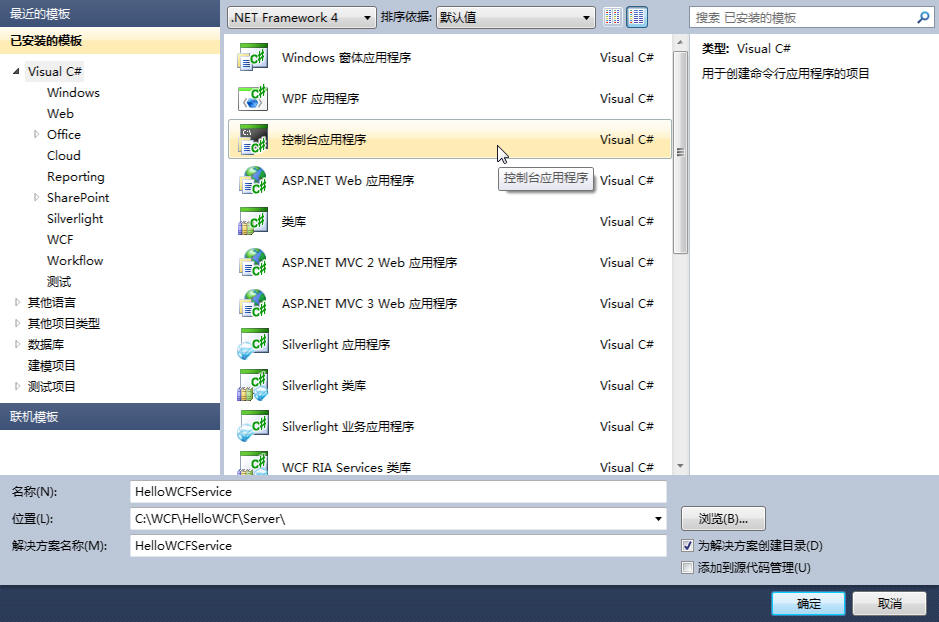 最近的模板
.NET Framework 4 排序依据: 默认值
搜索 已安装的模板
已安装的模板
Visual C#
Windows
Web
Office
Cloud
Reporting
SharePoint
Silverlight
WCF
Workflow
测试
其他语言
其他项目类型
数据库
建模项目
测试项目
联机模板
Windows 窗体应用程序 Visual C#
WPF 应用程序 Visual C#
控制台应用程序 Visual C#
控制台应用程序
ASP.NET Web 应用程序 Visual C#
类库 Visual C#
ASP.NET MVC 2 Web 应用程序 Visual C#
ASP.NET MVC 3 Web 应用程序 Visual C#
Silverlight 应用程序 Visual C#
Silverlight 类库 Visual C#
Silverlight 业务应用程序 Visual C#
WCF RIA Services 类库 Visual C#
类型: Visual C#
用于创建命令行应用程序的项目
名称(N): HelloWCFService
位置(L): C:\WCF\HelloWCF\Server\ 浏览(B)...
解决方案名称(M): HelloWCFService
为解决方案创建目录(D)
添加到源代码管理(U)
确定 取消